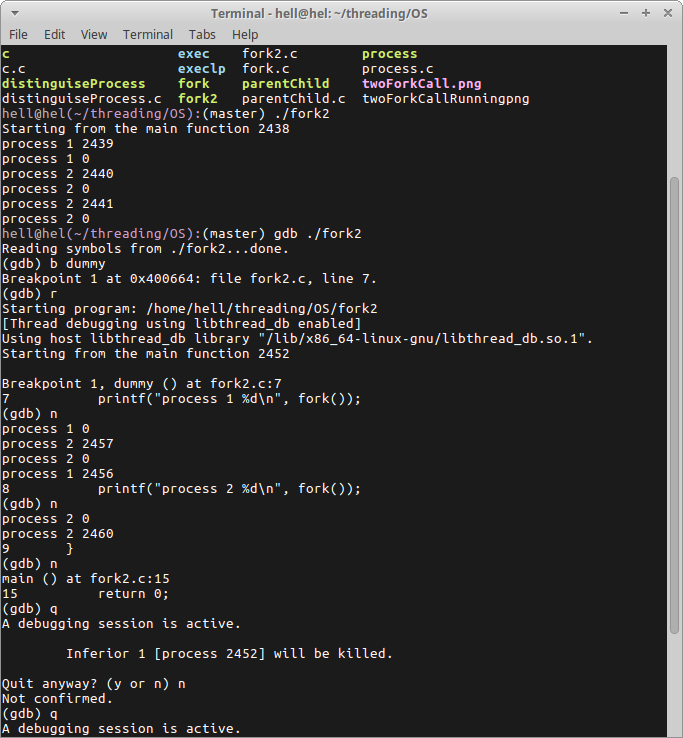 Terminal - hell@hel: ~/threading/OS
File Edit View Terminal Tabs Help
c exec fork2.c process
c.c execlp fork.c process.c
distinguiseProcess fork parentChild twoForkCall.png
distinguiseProcess.c fork2 parentChild.c twoForkCallRunningpng
hell@hel(~/threading/OS):(master) ./fork2
Starting from the main function 2438
process 1 2439
process 1 0
process 2 2440
process 2 0
process 2 2441
process 2 0
hell@hel(~/threading/OS):(master) gdb ./fork2
Reading symbols from ./fork2...done.
(gdb) b dummy
Breakpoint 1 at 0x400664: file fork2.c, line 7.
(gdb) r
Starting program: /home/hell/threading/OS/fork2
[Thread debugging using libthread_db enabled]
Using host libthread_db library "/lib/x86_64-linux-gnu/libthread_db.so.1".
Starting from the main function 2452
Breakpoint 1, dummy () at fork2.c:7
7 printf("process 1 %d\n", fork());
(gdb) n
process 1 0
process 2 2457
process 2 0
process 1 2456
8 printf("process 2 %d\n", fork());
(gdb) n
process 2 0
process 2 2460
9 }
(gdb) n
main () at fork2.c:15
15 return 0;
(gdb) q
A debugging session is active.
Inferior 1 [process 2452] will be killed.
Quit anyway? (y or n) n
Not confirmed.
(gdb) q
A debugging session is active.